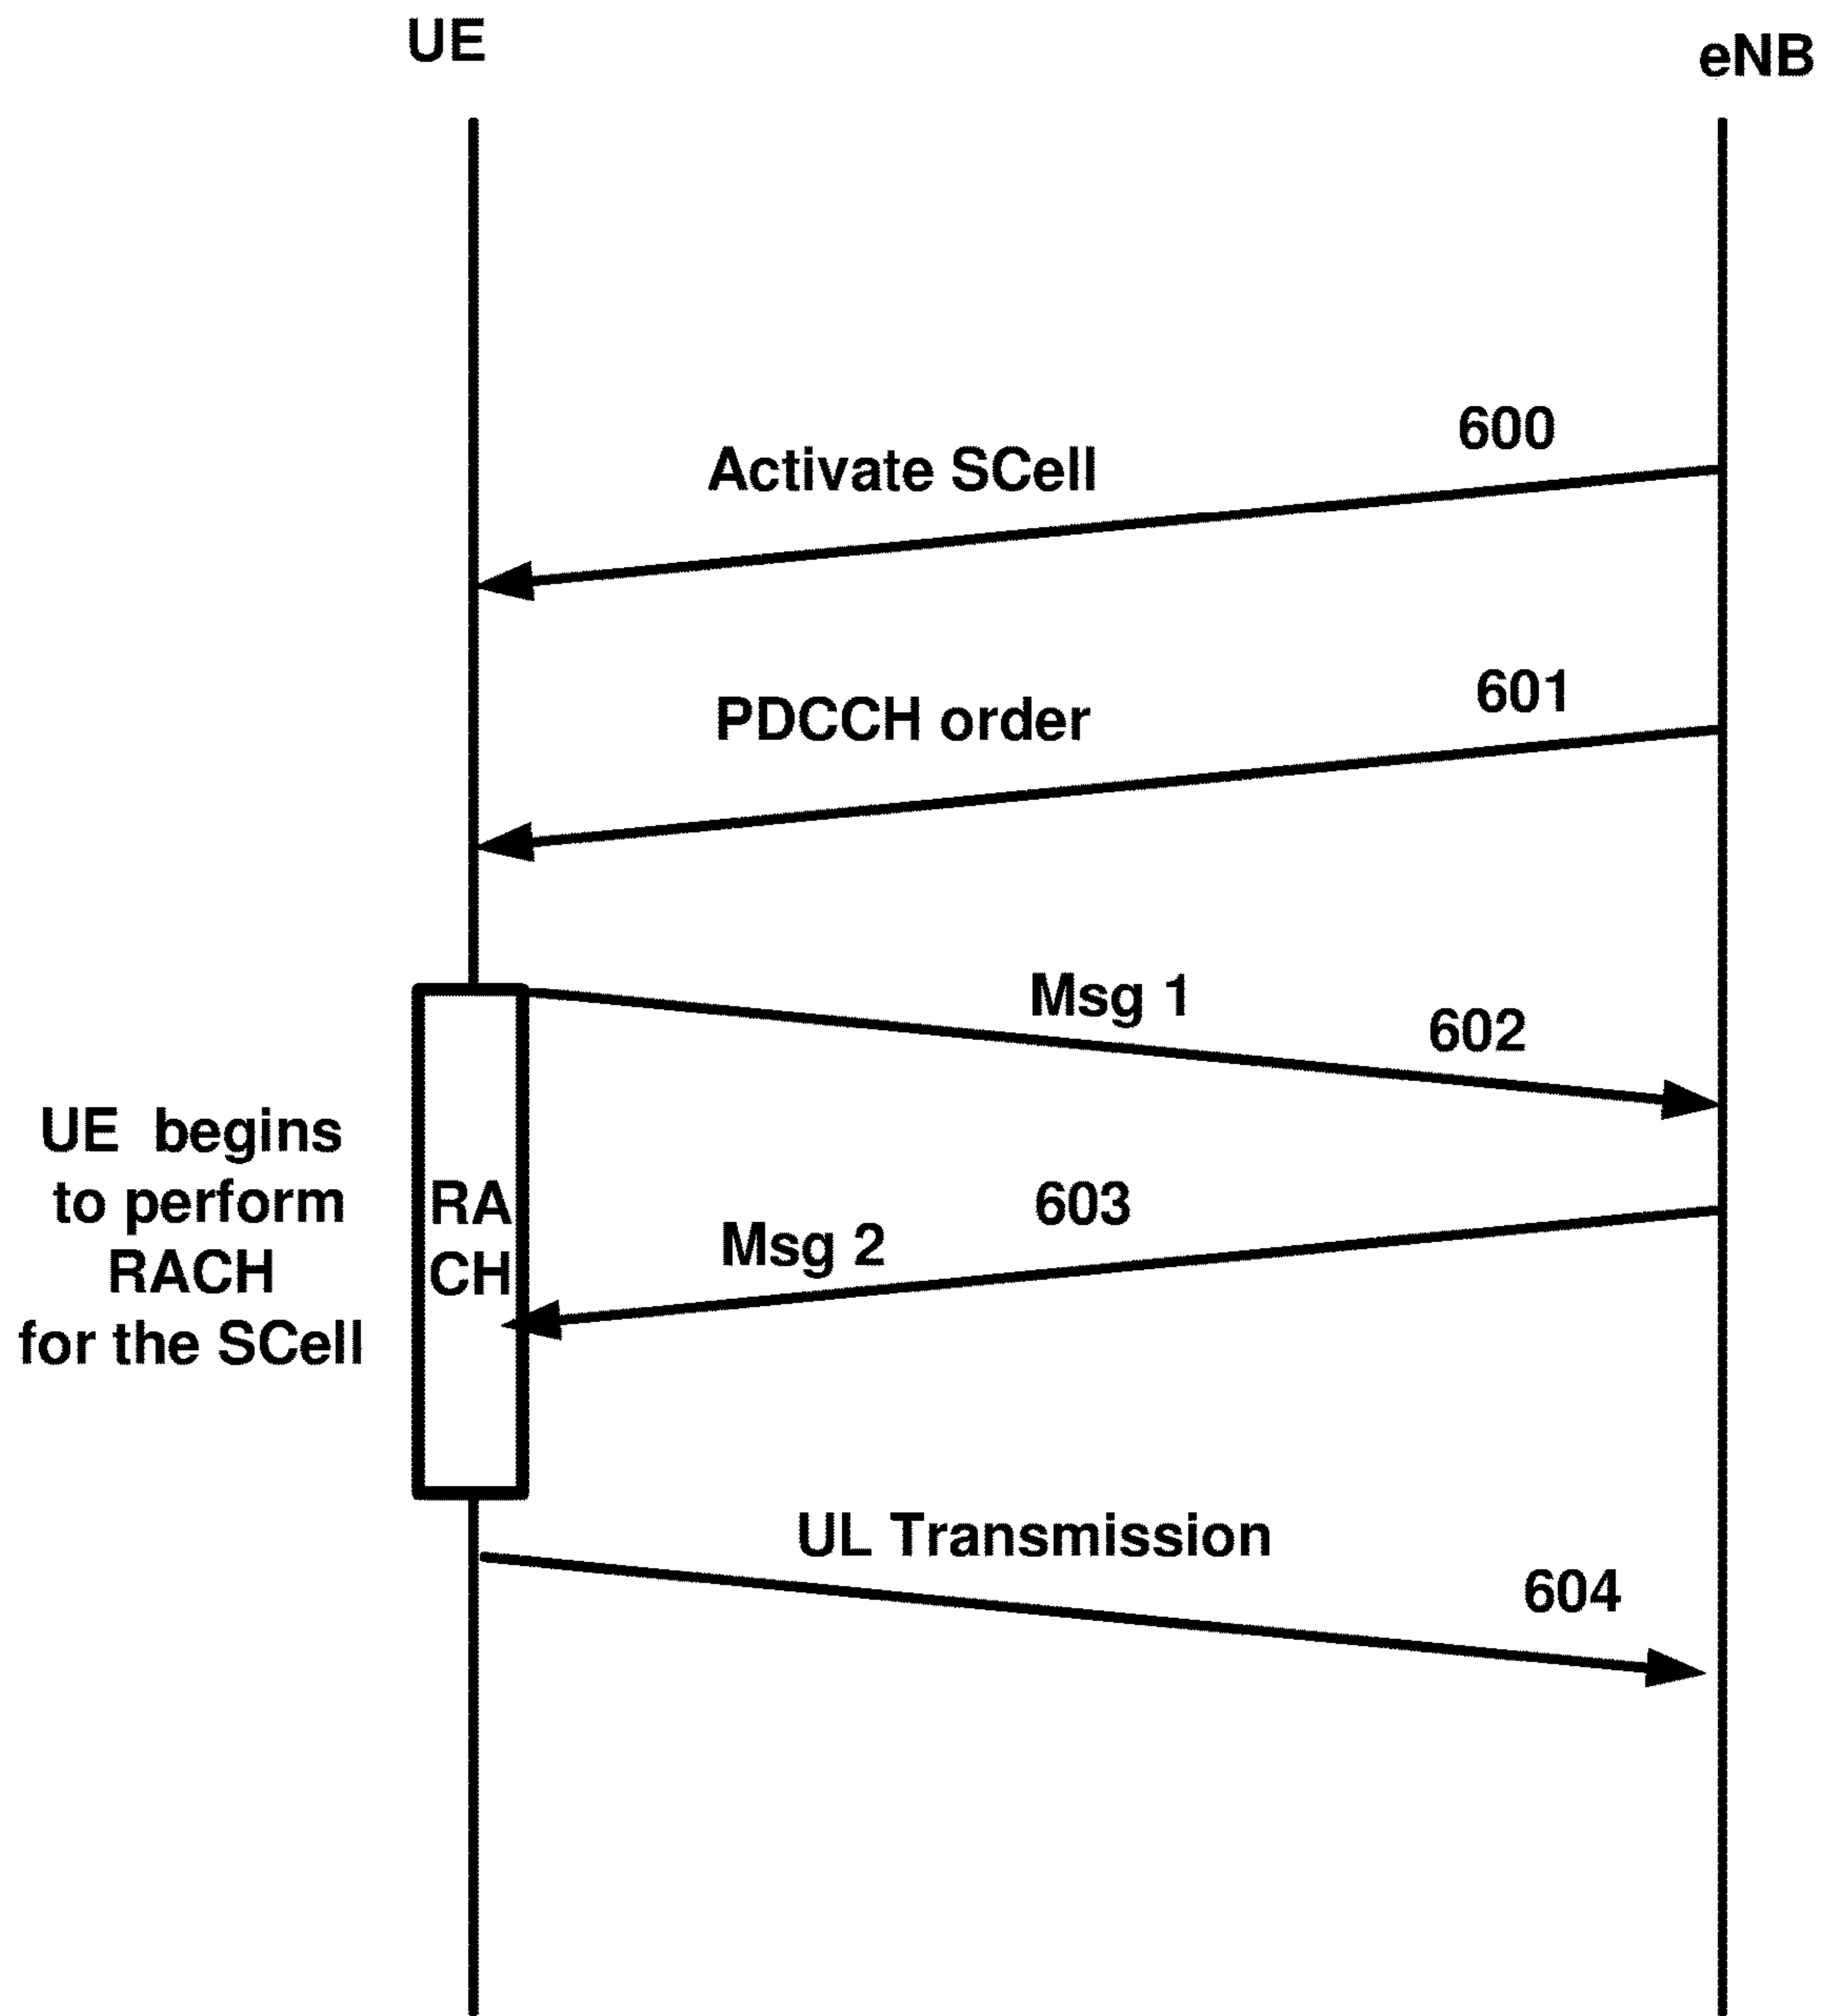 UE
eNB
600
Activate SCell
601
PDCCH order
Msg 1
602
UE begins
to perform
RACH
for the SCell
RA
CH
603
Msg 2
UL Transmission
604